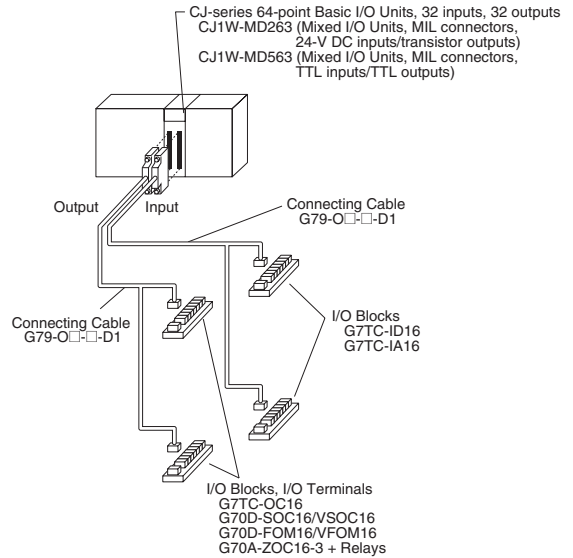 CJ-series 64-point Basic I/O Units, 32 inputs, 32 outputs
CJ1W-MD263 (Mixed I/O Units, MIL connectors,
24-V DC inputs/transistor outputs)
CJ1W-MD563 (Mixed I/O Units, MIL connectors,
TTL inputs/TTL outputs)
Output
Input
Connecting Cable
G79-O□-□-D1
Connecting Cable
G79-O□-□-D1
I/O Blocks
G7TC-ID16
G7TC-IA16
I/O Blocks, I/O Terminals
G7TC-OC16
G70D-SOC16/VSOC16
G70D-FOM16/VFOM16
G70A-ZOC16-3 + Relays